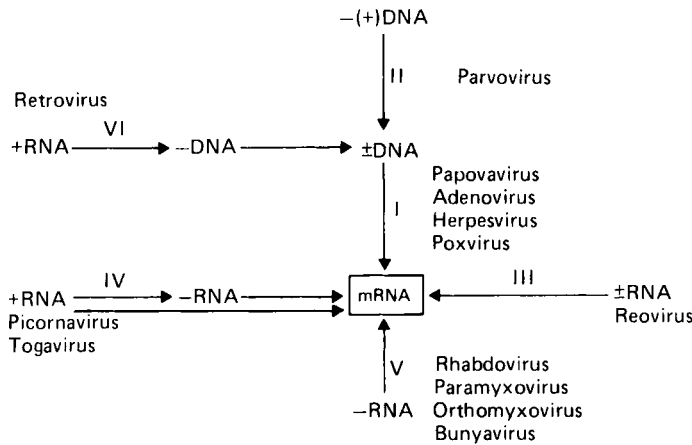 −(+)DNA
II Parvovirus
Retrovirus
VI
+RNA −DNA ±DNA
Papovavirus
Adenovirus
I Herpesvirus
Poxvirus
IV III
+RNA −RNA mRNA ±RNA
Picornavirus Reovirus
Togavirus
V Rhabdovirus
Paramyxovirus
−RNA Orthomyxovirus
Bunyavirus